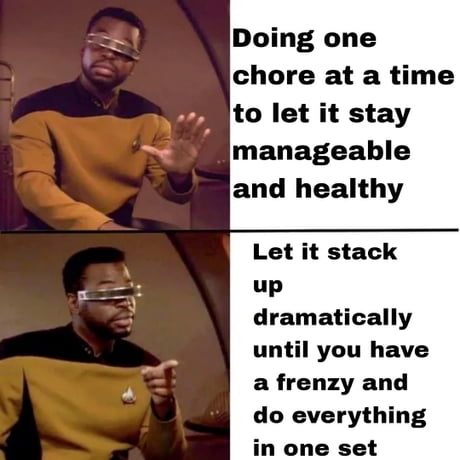 Doing one
chore at a time
to let it stay
manageable
and healthy
Let it stack
up
dramatically
until you have
a frenzy and
do everything
in one set